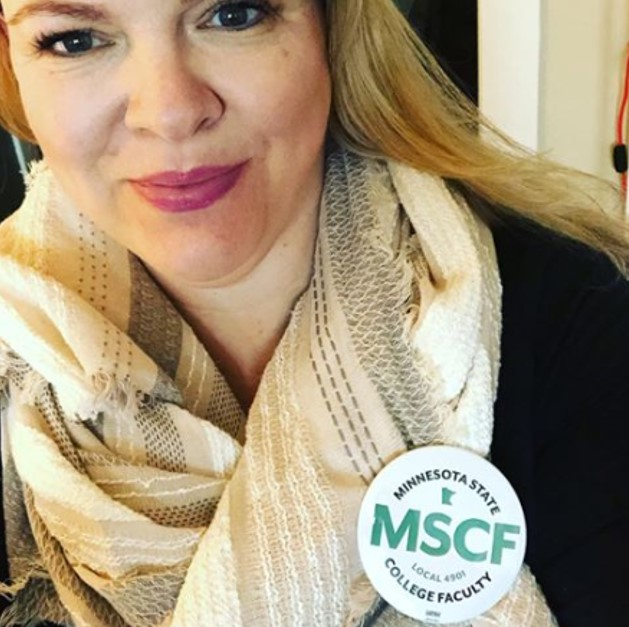 MINNESOTA STATE
MSCF
LOCAL 4901
COLLEGE FACULTY